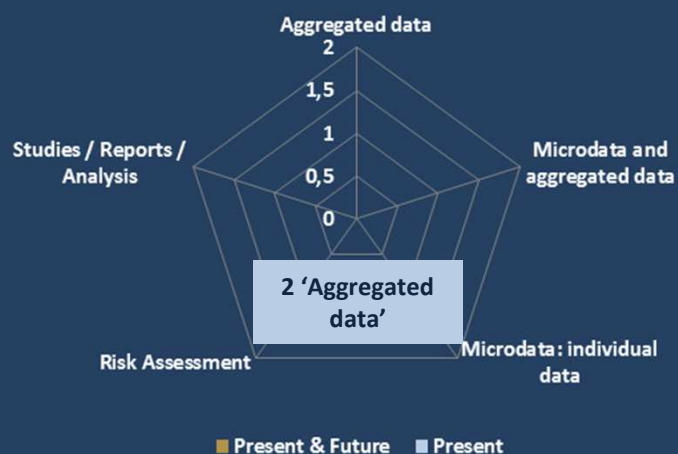 Aggregated data
2
1,5
1
0,5
0
Studies / Reports /
Analysis
Microdata and
aggregated data
2 ‘Aggregated
data’
Risk Assessment
Microdata: individual
data
Present & Future
Present